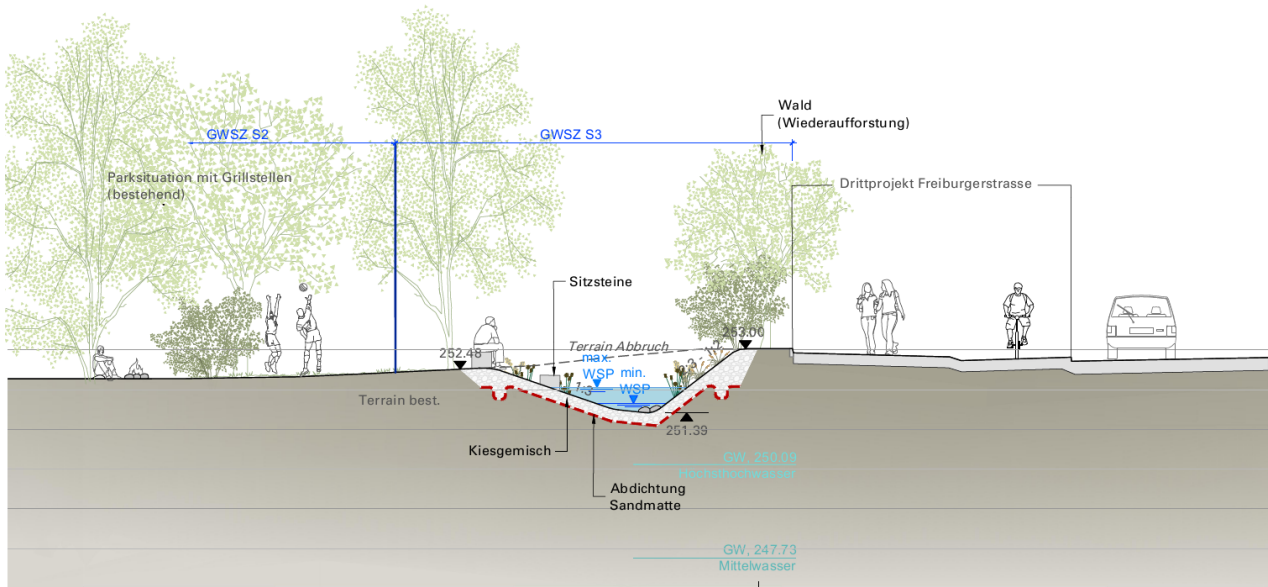 Wald
(Wiederaufforstung)
GWSZ S2
GWSZ S3
Parksituation mit Grillstellen
(bestehend)
Drittprojekt Freiburgerstrasse
Sitzsteine
253.00
Terrain Abbruch
252.48
max.
WSP
min.
WSP
1:3
Terrain best.
251.39
Kiesgemisch
GW, 250.09
Abdichtung
Sandmatte
GW, 247.73
Mittelwasser